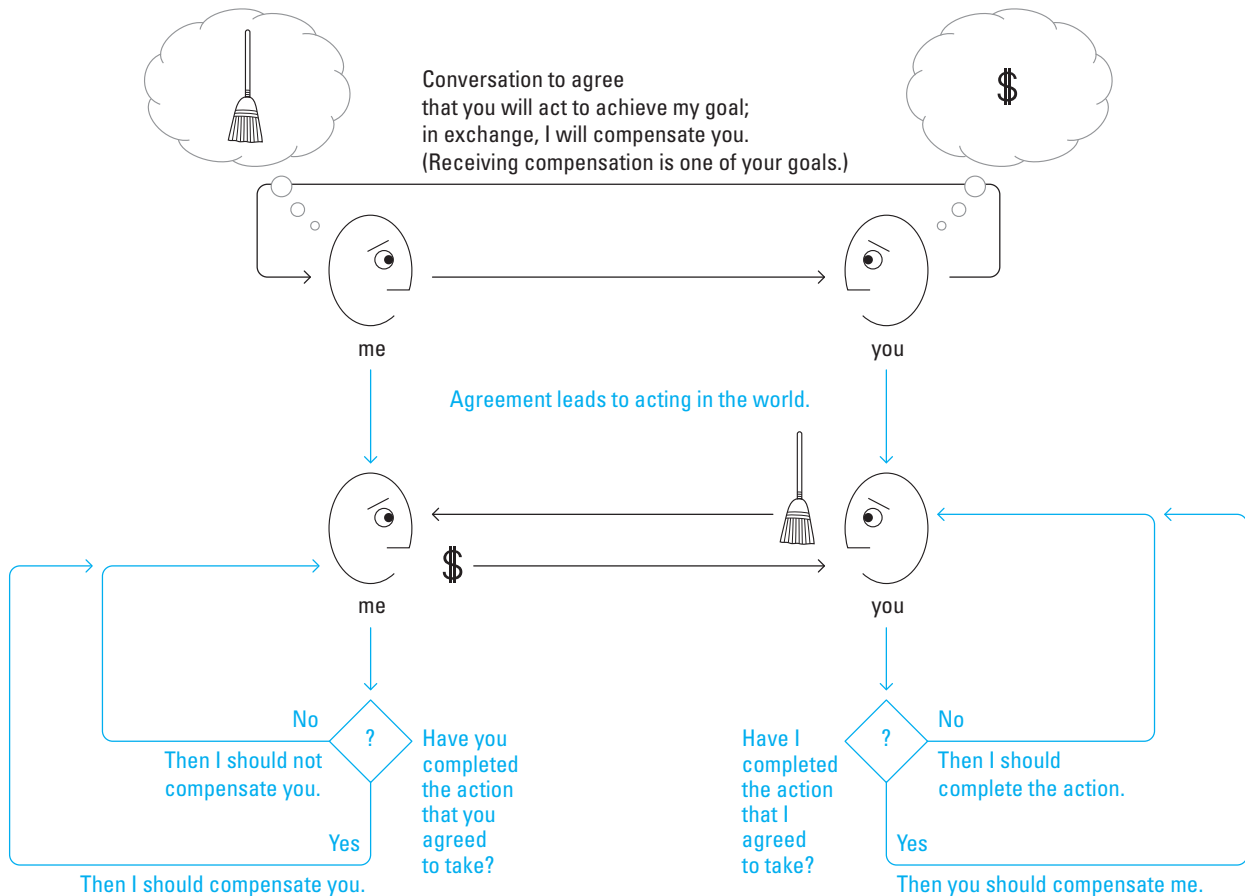 $
Conversation to agree
that you will act to achieve my goal;
in exchange, I will compensate you.
(Receiving compensation is one of your goals.)
me
you
Agreement leads to acting in the world.
$
me
you
No
Then I should not
compensate you.
?
Have you
completed
the action
that you
agreed
to take?
Yes
Then I should compensate you.
Have I
completed
the action
that I
agreed
to take?
?
No
Then I should
complete the action.
Yes
Then you should compensate me.